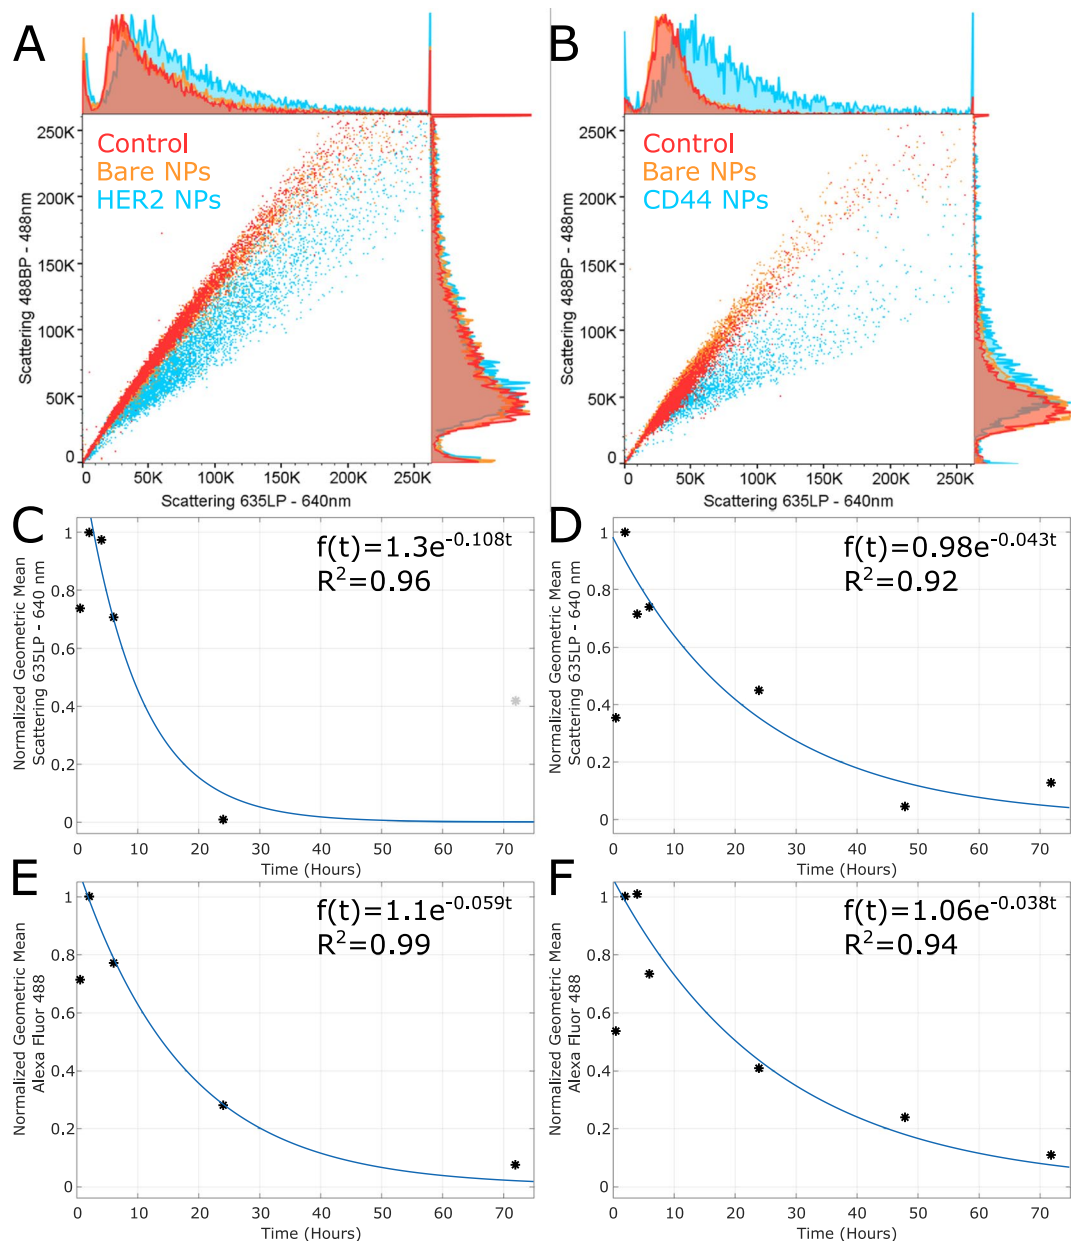 A
Control
Bare NPs
HER2 NPs
Scattering 488BP - 488nm
250K
200K
150K
100K
50K
0
0 50K 100K 150K 200K 250K
Scattering 635LP - 640nm
B
Control
Bare NPs
CD44 NPs
Scattering 488BP - 488nm
250K
200K
150K
100K
50K
0
0 50K 100K 150K 200K 250K
Scattering 635LP - 640nm
C
f(t)=1.3e^-0.108t
R²=0.96
Normalized Geometric Mean
Scattering 635LP - 640 nm
1
0.8
0.6
0.4
0.2
0
0 10 20 30 40 50 60 70
Time (Hours)
D
f(t)=0.98e^-0.043t
R²=0.92
Normalized Geometric Mean
Scattering 635LP - 640 nm
1
0.8
0.6
0.4
0.2
0
0 10 20 30 40 50 60 70
Time (Hours)
E
f(t)=1.1e^-0.059t
R²=0.99
Normalized Geometric Mean
Alexa Fluor 488
1
0.8
0.6
0.4
0.2
0
0 10 20 30 40 50 60 70
Time (Hours)
F
f(t)=1.06e^-0.038t
R²=0.94
Normalized Geometric Mean
Alexa Fluor 488
1
0.8
0.6
0.4
0.2
0
0 10 20 30 40 50 60 70
Time (Hours)